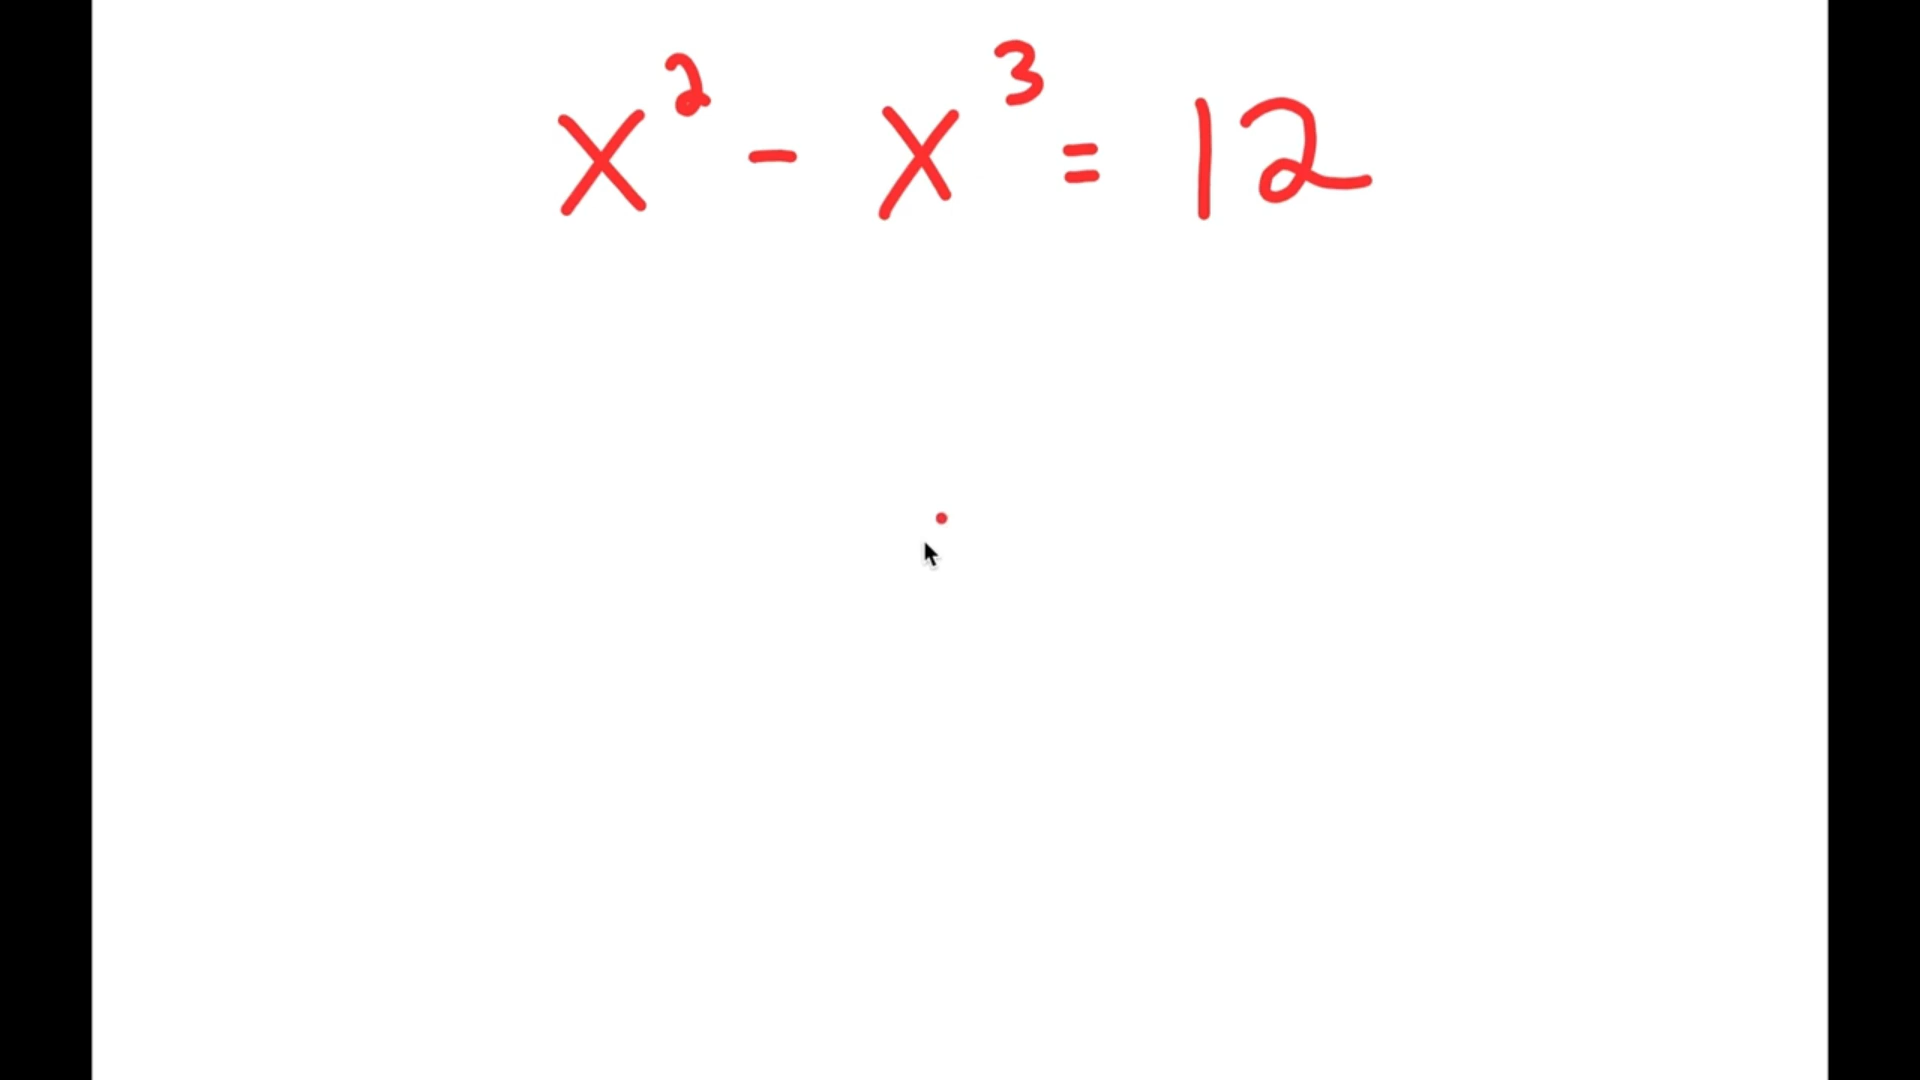 x² - x³ = 12